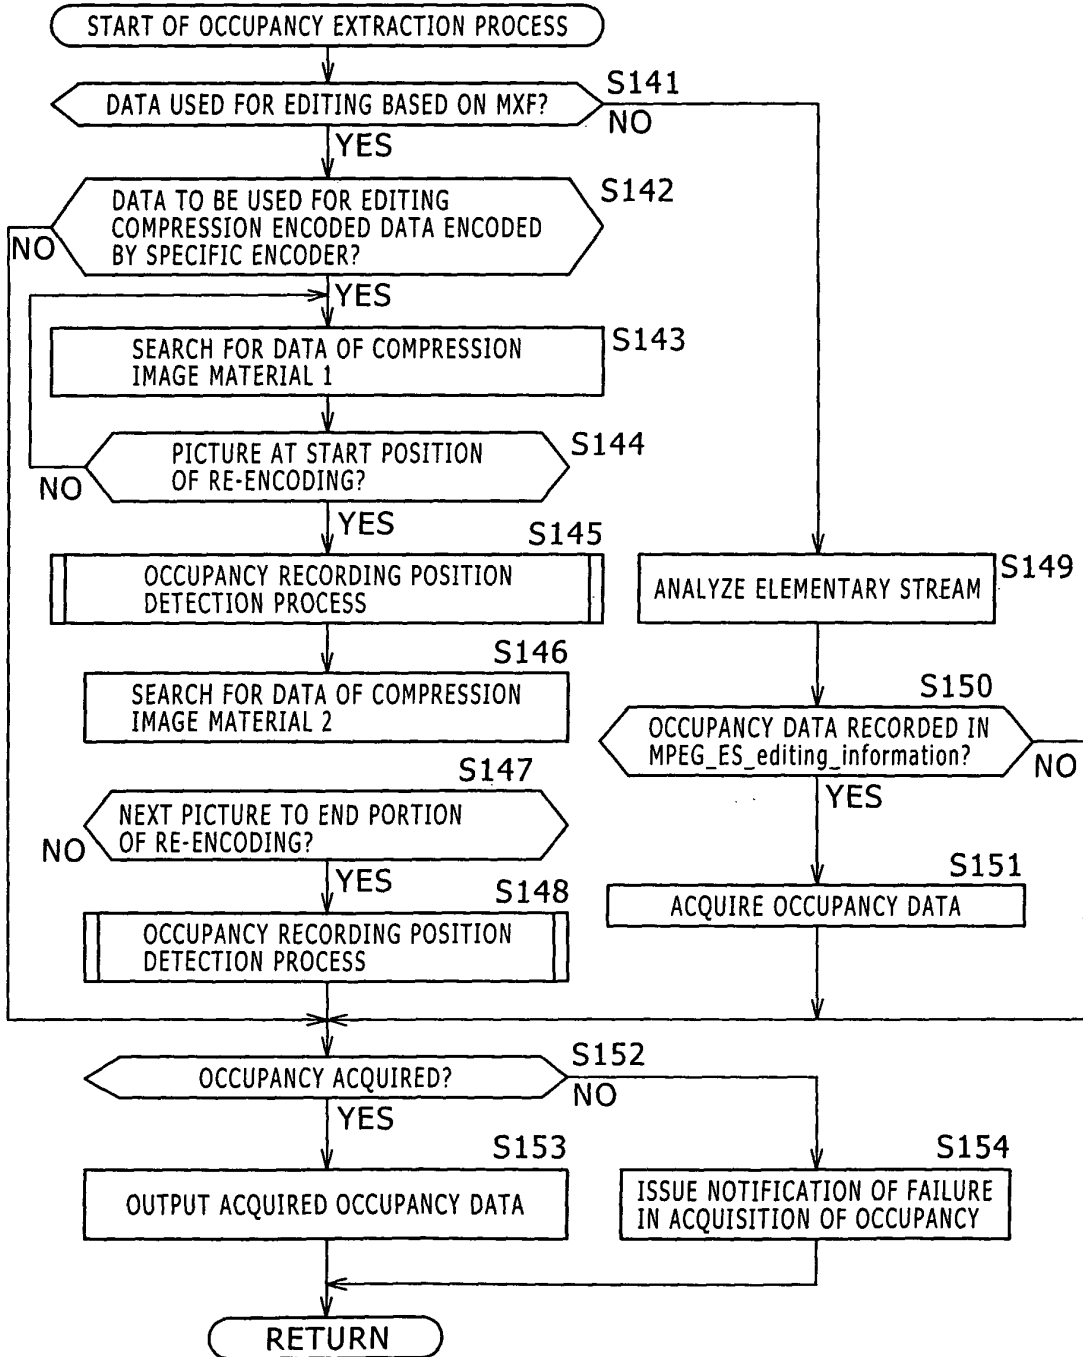 START OF OCCUPANCY EXTRACTION PROCESS
DATA USED FOR EDITING BASED ON MXF?
S141
NO
YES
DATA TO BE USED FOR EDITING
COMPRESSION ENCODED DATA ENCODED
BY SPECIFIC ENCODER?
S142
NO
YES
SEARCH FOR DATA OF COMPRESSION
IMAGE MATERIAL 1
S143
PICTURE AT START POSITION
OF RE-ENCODING?
S144
NO
YES
S145
OCCUPANCY RECORDING POSITION
DETECTION PROCESS
S146
SEARCH FOR DATA OF COMPRESSION
IMAGE MATERIAL 2
S147
NEXT PICTURE TO END PORTION
OF RE-ENCODING?
NO
YES
S148
OCCUPANCY RECORDING POSITION
DETECTION PROCESS
ANALYZE ELEMENTARY STREAM
S149
S150
OCCUPANCY DATA RECORDED IN
MPEG_ES_editing_information?
NO
YES
S151
ACQUIRE OCCUPANCY DATA
OCCUPANCY ACQUIRED?
S152
NO
YES
S153
OUTPUT ACQUIRED OCCUPANCY DATA
S154
ISSUE NOTIFICATION OF FAILURE
IN ACQUISITION OF OCCUPANCY
RETURN